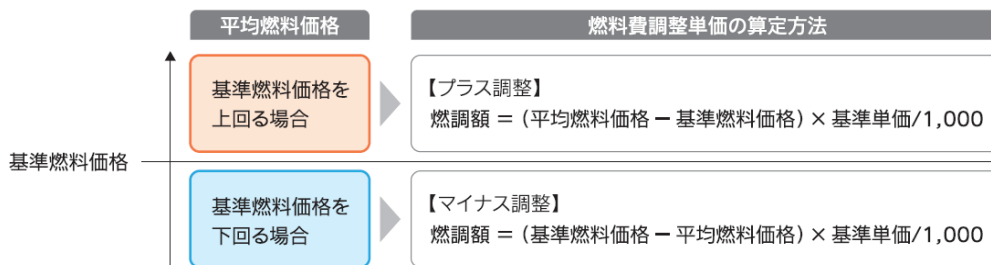 平均燃料価格
燃料費調整単価の算定方法
基準燃料価格を
上回る場合
【プラス調整】
燃調額 = (平均燃料価格 − 基準燃料価格) × 基準単価/1,000
基準燃料価格
基準燃料価格を
下回る場合
【マイナス調整】
燃調額 = (基準燃料価格 − 平均燃料価格) × 基準単価/1,000